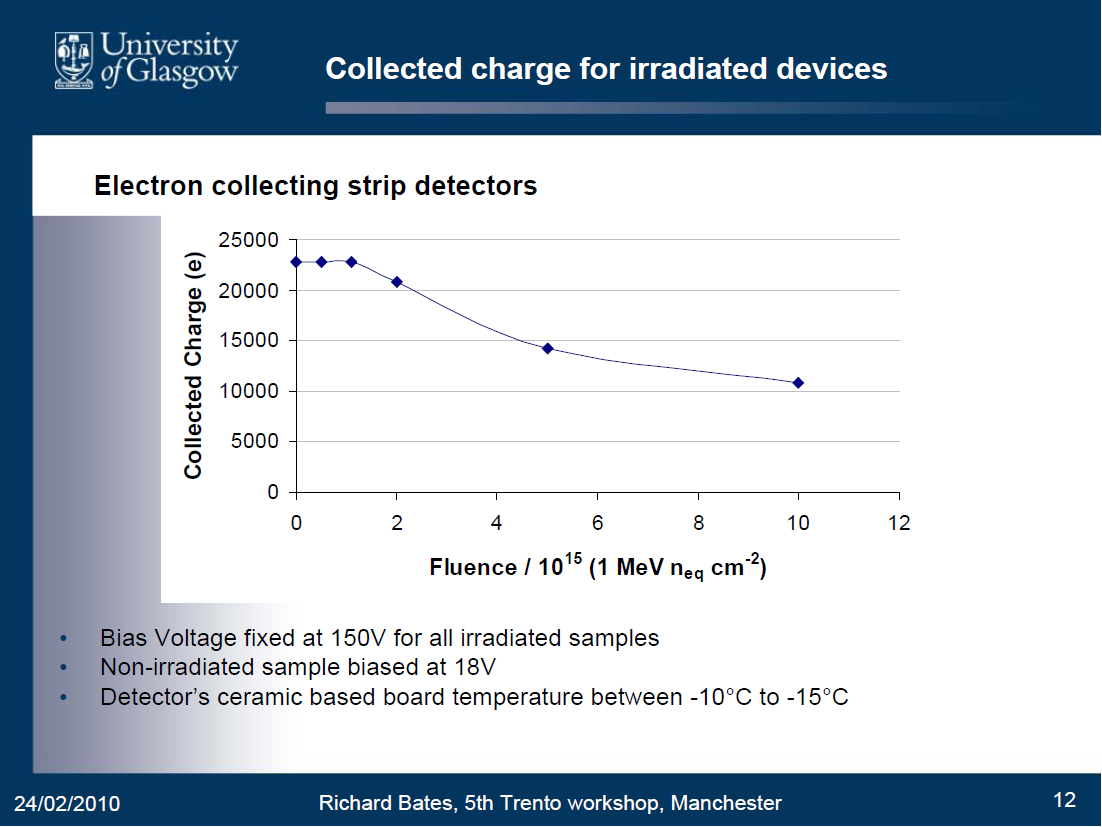 University
of Glasgow
Collected charge for irradiated devices
Electron collecting strip detectors
Collected Charge (e)
25000
20000
15000
10000
5000
0
0 2 4 6 8 10 12
Fluence / 10¹⁵ (1 MeV nₑq cm⁻²)
• Bias Voltage fixed at 150V for all irradiated samples
• Non-irradiated sample biased at 18V
• Detector’s ceramic based board temperature between -10°C to -15°C
24/02/2010 Richard Bates, 5th Trento workshop, Manchester 12